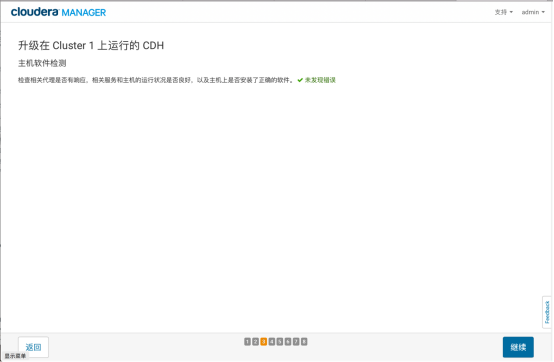 cloudera MANAGER
支持 admin
升级在 Cluster 1 上运行的 CDH
主机软件检测
检查相关代理是否有响应，相关服务和主机的运行状况是否良好，以及主机上是否安装了正确的软件。 ✔ 未发现错误
Feedback
返回 1 2 3 4 5 6 7 8 继续
显示菜单